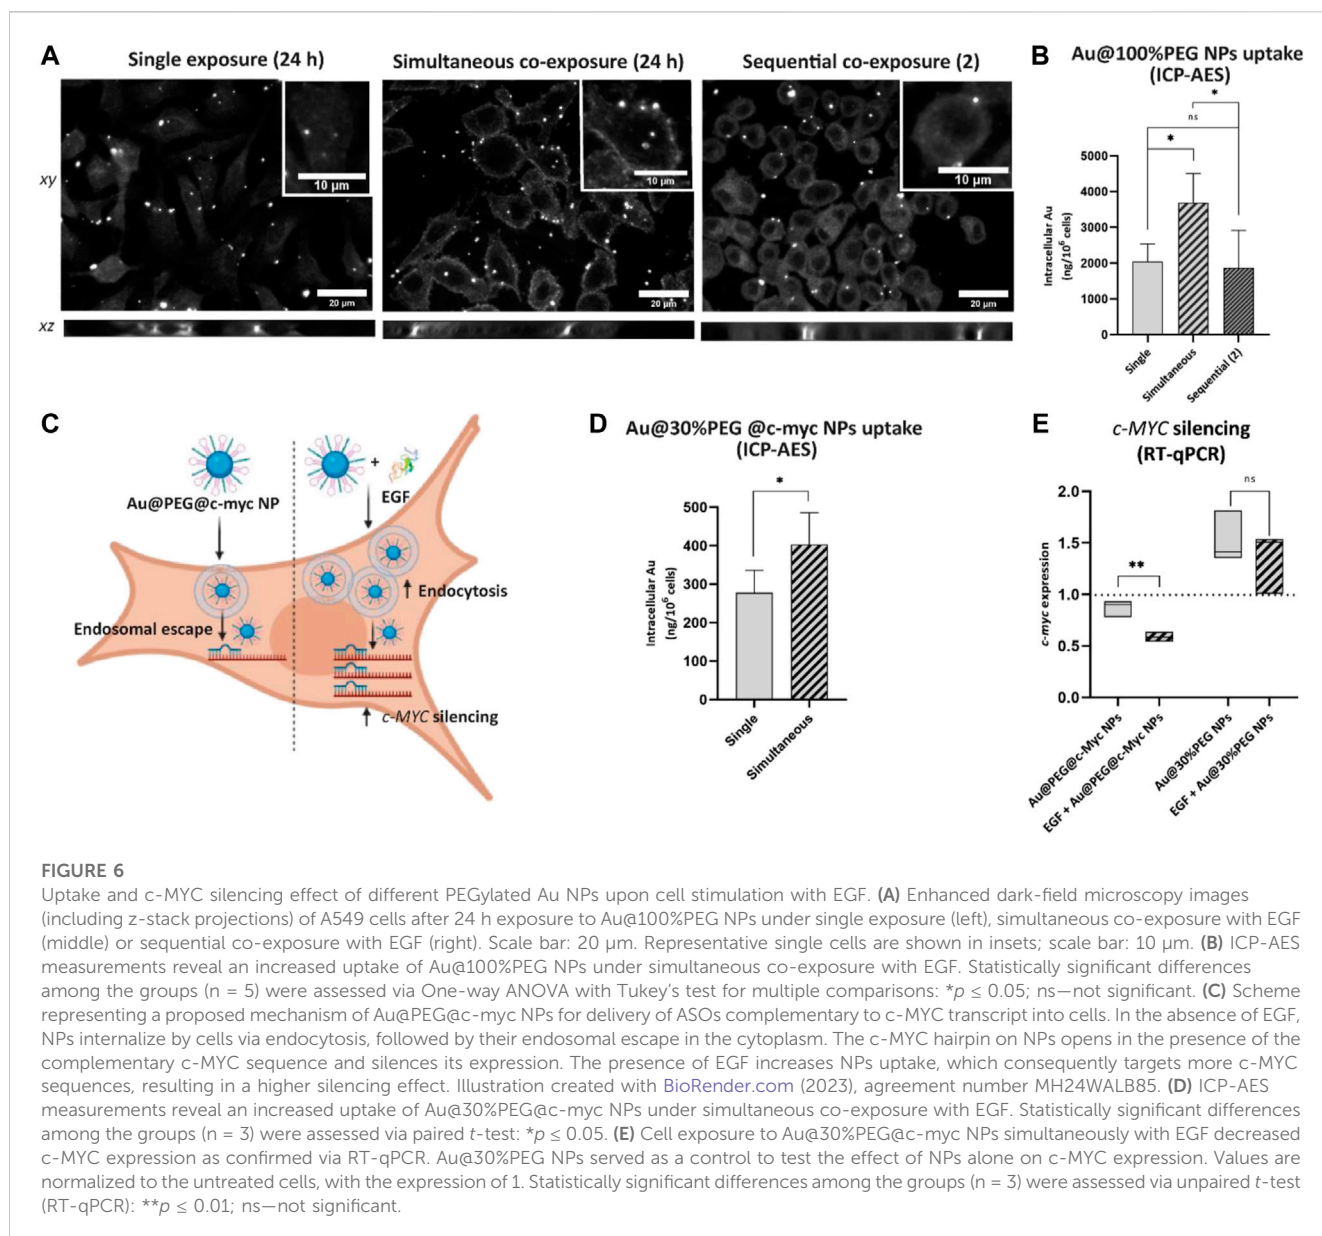 A
Single exposure (24 h)
Simultaneous co-exposure (24 h)
Sequential co-exposure (2)
xy
10 µm
20 µm
10 µm
20 µm
10 µm
20 µm
xz
B
Au@100%PEG NPs uptake
(ICP-AES)
*
ns
*
Intracellular Au
(ng/10⁶ cells)
5000
4000
3000
2000
1000
0
Single
Simultaneous
Sequential (2)
C
Au@PEG@c-myc NP
+
EGF
Endocytosis
Endosomal escape
c-MYC silencing
D
Au@30%PEG @c-myc NPs uptake
(ICP-AES)
*
Intracellular Au
(ng/10⁶ cells)
500
400
300
200
100
0
Single
Simultaneous
E
c-MYC silencing
(RT-qPCR)
ns
**
c-myc expression
2.0
1.5
1.0
0.5
0.0
Au@PEG@c-Myc NPs
EGF + Au@PEG@c-Myc NPs
Au@30%PEG NPs
EGF + Au@30%PEG NPs
FIGURE 6
Uptake and c-MYC silencing effect of different PEGylated Au NPs upon cell stimulation with EGF. (A) Enhanced dark-field microscopy images
(including z-stack projections) of A549 cells after 24 h exposure to Au@100%PEG NPs under single exposure (left), simultaneous co-exposure with EGF
(middle) or sequential co-exposure with EGF (right). Scale bar: 20 µm. Representative single cells are shown in insets; scale bar: 10 µm. (B) ICP-AES
measurements reveal an increased uptake of Au@100%PEG NPs under simultaneous co-exposure with EGF. Statistically significant differences
among the groups (n = 5) were assessed via One-way ANOVA with Tukey's test for multiple comparisons: *p ≤ 0.05; ns—not significant. (C) Scheme
representing a proposed mechanism of Au@PEG@c-myc NPs for delivery of ASOs complementary to c-MYC transcript into cells. In the absence of EGF,
NPs internalize by cells via endocytosis, followed by their endosomal escape in the cytoplasm. The c-MYC hairpin on NPs opens in the presence of the
complementary c-MYC sequence and silences its expression. The presence of EGF increases NPs uptake, which consequently targets more c-MYC
sequences, resulting in a higher silencing effect. Illustration created with BioRender.com (2023), agreement number MH24WALB85. (D) ICP-AES
measurements reveal an increased uptake of Au@30%PEG@c-myc NPs under simultaneous co-exposure with EGF. Statistically significant differences
among the groups (n = 3) were assessed via paired t-test: *p ≤ 0.05. (E) Cell exposure to Au@30%PEG@c-myc NPs simultaneously with EGF decreased
c-MYC expression as confirmed via RT-qPCR. Au@30%PEG NPs served as a control to test the effect of NPs alone on c-MYC expression. Values are
normalized to the untreated cells, with the expression of 1. Statistically significant differences among the groups (n = 3) were assessed via unpaired t-test
(RT-qPCR): **p ≤ 0.01; ns—not significant.